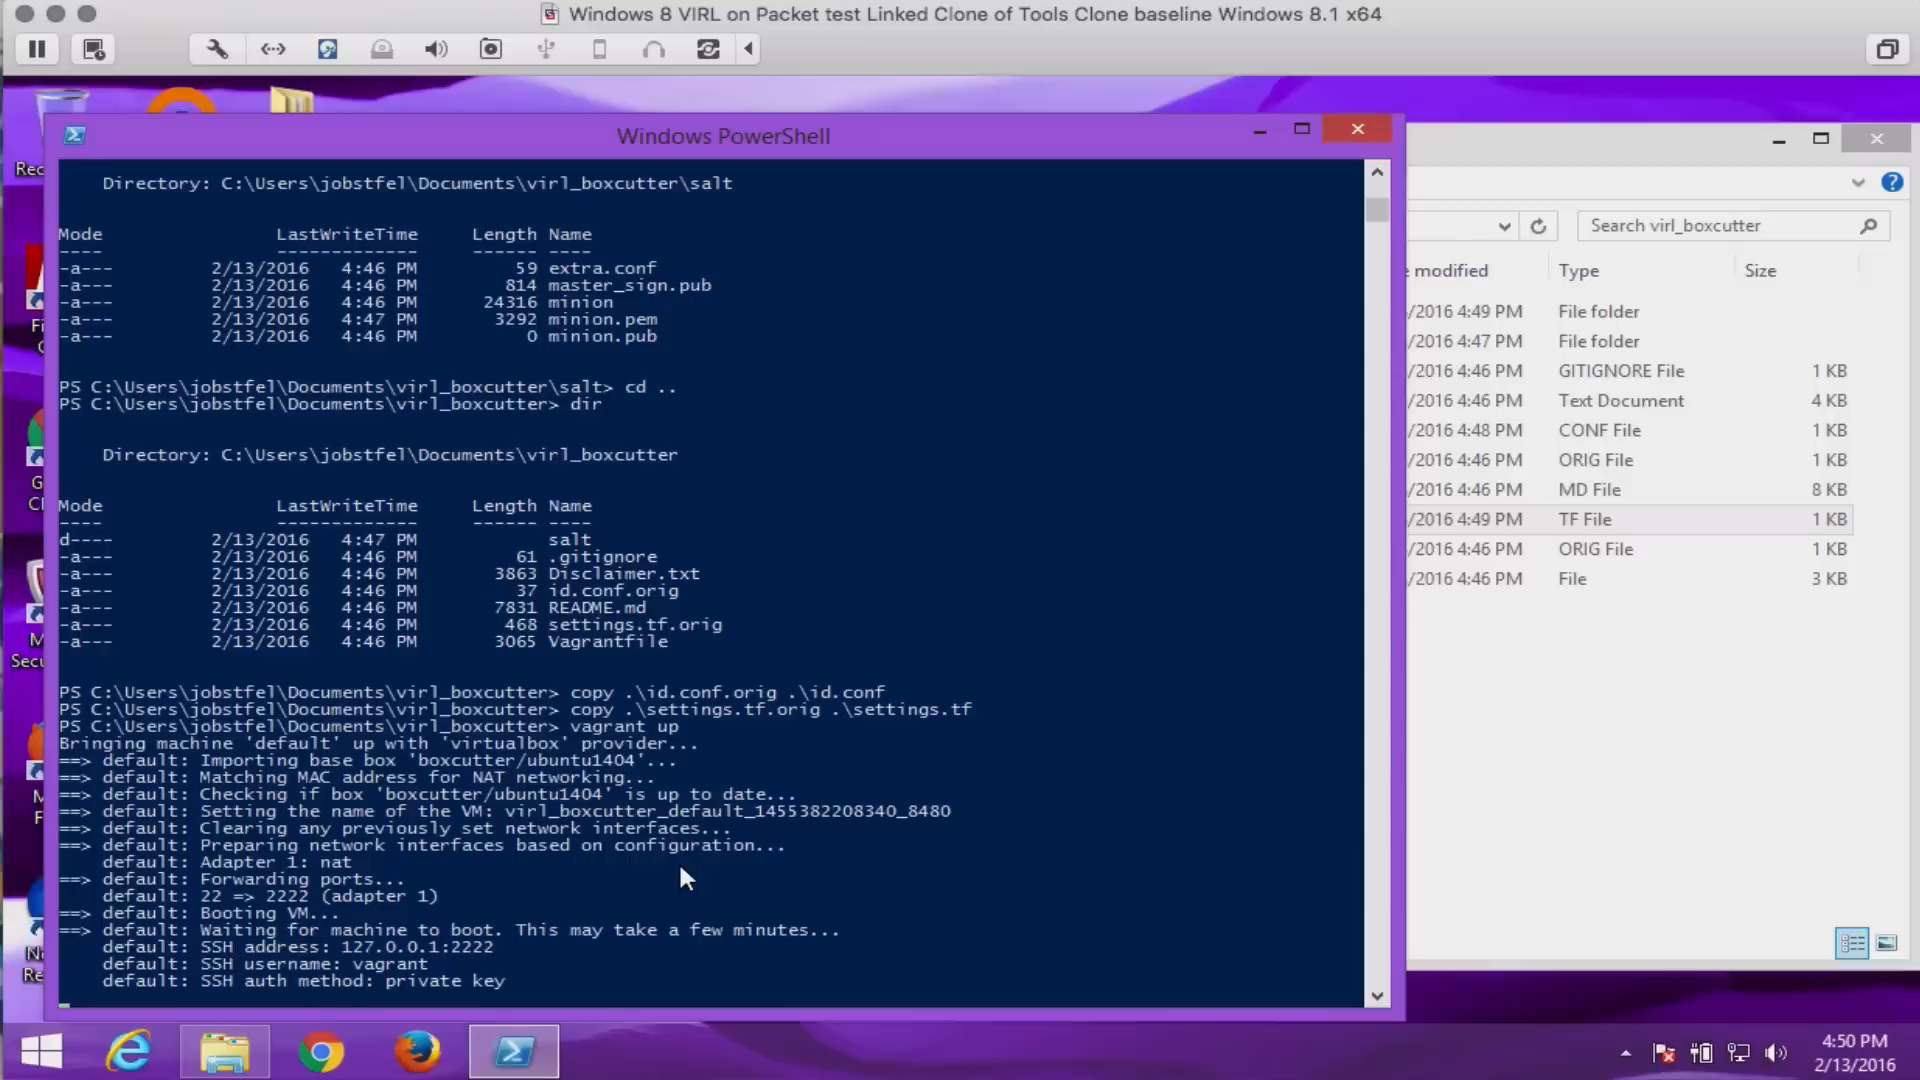 Windows 8 VIRL on Packet test Linked Clone of Tools Clone baseline Windows 8.1 x64
Windows PowerShell
Directory: C:\Users\jobstfel\Documents\virl_boxcutter\salt
Mode LastWriteTime Length Name
---- ------------- ------ ----
-a--- 2/13/2016 4:46 PM 59 extra.conf
-a--- 2/13/2016 4:46 PM 814 master_sign.pub
-a--- 2/13/2016 4:46 PM 24316 minion
-a--- 2/13/2016 4:47 PM 3292 minion.pem
-a--- 2/13/2016 4:46 PM 0 minion.pub
PS C:\Users\jobstfel\Documents\virl_boxcutter\salt> cd ..
PS C:\Users\jobstfel\Documents\virl_boxcutter> dir
Directory: C:\Users\jobstfel\Documents\virl_boxcutter
Mode LastWriteTime Length Name
---- ------------- ------ ----
d---- 2/13/2016 4:47 PM salt
-a--- 2/13/2016 4:46 PM 61 .gitignore
-a--- 2/13/2016 4:46 PM 3863 Disclaimer.txt
-a--- 2/13/2016 4:46 PM 37 id.conf.orig
-a--- 2/13/2016 4:46 PM 7831 README.md
-a--- 2/13/2016 4:46 PM 468 settings.tf.orig
-a--- 2/13/2016 4:46 PM 3065 Vagrantfile
PS C:\Users\jobstfel\Documents\virl_boxcutter> copy .\id.conf.orig .\id.conf
PS C:\Users\jobstfel\Documents\virl_boxcutter> copy .\settings.tf.orig .\settings.tf
PS C:\Users\jobstfel\Documents\virl_boxcutter> vagrant up
Bringing machine 'default' up with 'virtualbox' provider...
==> default: Importing base box 'boxcutter/ubuntu1404'...
==> default: Matching MAC address for NAT networking...
==> default: Checking if box 'boxcutter/ubuntu1404' is up to date...
==> default: Setting the name of the VM: virl_boxcutter_default_1455382208340_8480
==> default: Clearing any previously set network interfaces...
==> default: Preparing network interfaces based on configuration...
default: Adapter 1: nat
==> default: Forwarding ports...
default: 22 => 2222 (adapter 1)
==> default: Booting VM...
==> default: Waiting for machine to boot. This may take a few minutes...
default: SSH address: 127.0.0.1:2222
default: SSH username: vagrant
default: SSH auth method: private key
Search virl_boxcutter
modified Type Size
/2016 4:49 PM File folder
/2016 4:47 PM File folder
/2016 4:46 PM GITIGNORE File 1 KB
/2016 4:46 PM Text Document 4 KB
/2016 4:48 PM CONF File 1 KB
/2016 4:46 PM ORIG File 1 KB
/2016 4:46 PM MD File 8 KB
/2016 4:49 PM TF File 1 KB
/2016 4:46 PM ORIG File 1 KB
/2016 4:46 PM File 3 KB
4:50 PM
2/13/2016